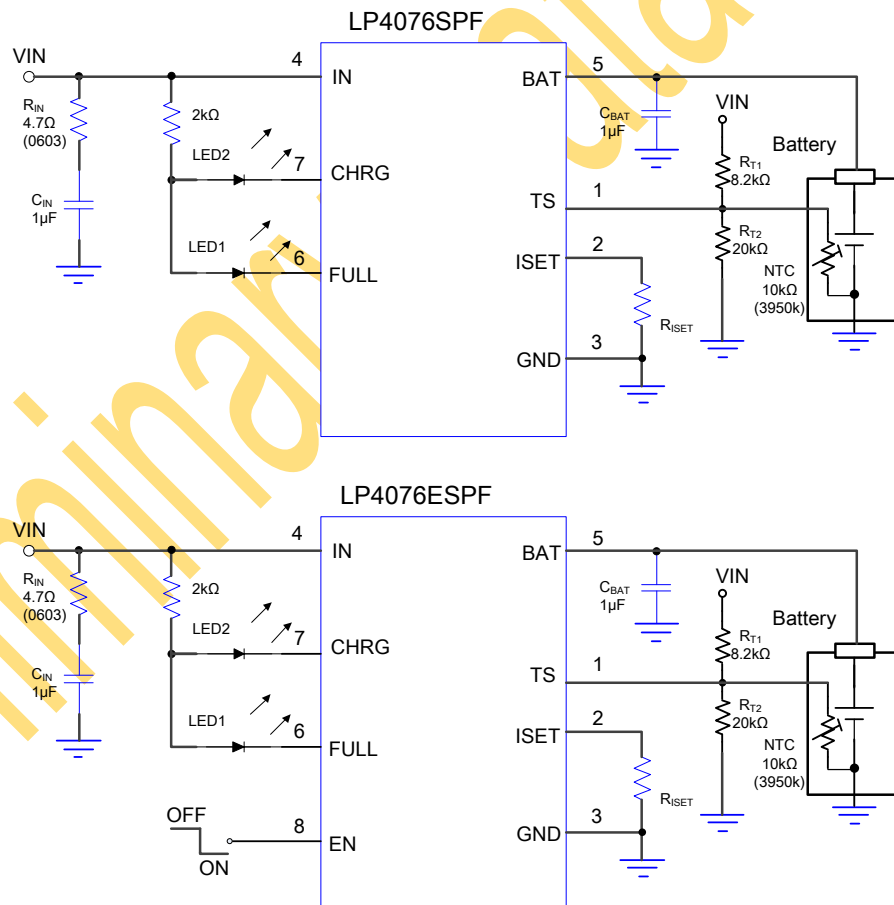 LP4076SPF
VIN
4
IN
BAT
5
RIN
4.7Ω
(0603)
2kΩ
CBAT
1µF
VIN
LED2
7
CHRG
RT1
8.2kΩ
Battery
CIN
1µF
TS
1
LED1
6
FULL
ISET
2
RT2
20kΩ
NTC
10kΩ
(3950k)
RISET
GND
3
LP4076ESPF
VIN
4
IN
BAT
5
RIN
4.7Ω
(0603)
2kΩ
CBAT
1µF
VIN
LED2
7
CHRG
RT1
8.2kΩ
Battery
CIN
1µF
TS
1
LED1
6
FULL
ISET
2
RT2
20kΩ
NTC
10kΩ
(3950k)
RISET
OFF
ON
8
EN
GND
3